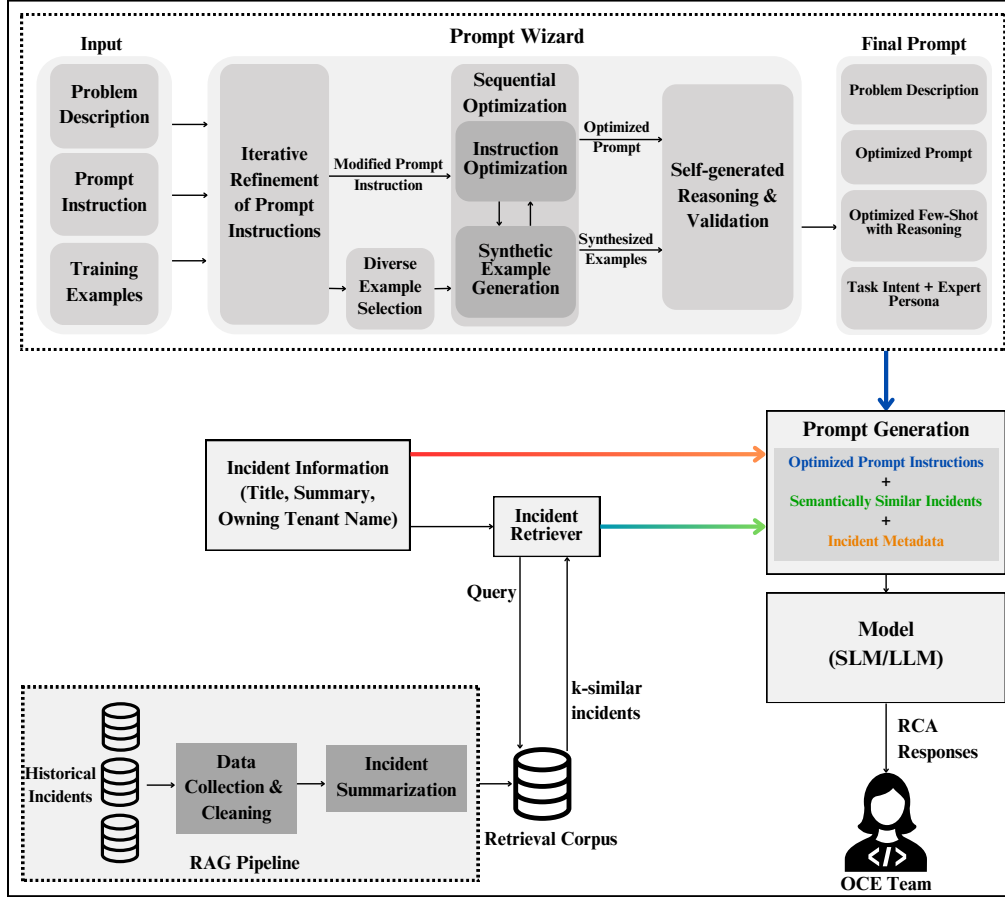 Input
Prompt Wizard
Final Prompt
Problem
Description
Prompt
Instruction
Training
Examples
Iterative
Refinement
of Prompt
Instructions
Modified Prompt
Instruction
Diverse
Example
Selection
Sequential
Optimization
Instruction
Optimization
Synthetic
Example
Generation
Optimized
Prompt
Synthesized
Examples
Self-generated
Reasoning &
Validation
Problem Description
Optimized Prompt
Optimized Few-Shot
with Reasoning
Task Intent + Expert
Persona
Incident Information
(Title, Summary,
Owning Tenant Name)
Incident
Retriever
Prompt Generation
Optimized Prompt Instructions
+
Semantically Similar Incidents
+
Incident Metadata
Query
k-similar
incidents
Model
(SLM/LLM)
RCA
Responses
Historical
Incidents
Data
Collection &
Cleaning
Incident
Summarization
RAG Pipeline
Retrieval Corpus
</>
OCE Team